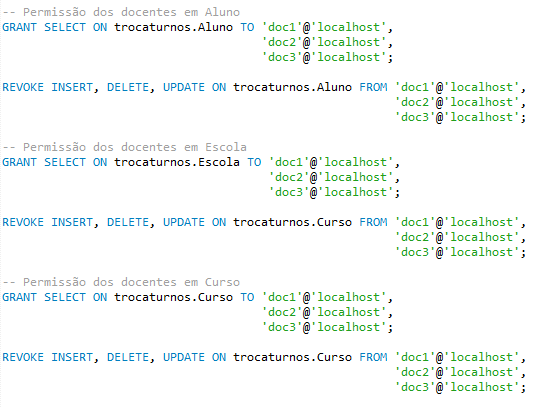 -- Permissão dos docentes em Aluno
GRANT SELECT ON trocaturnos.Aluno TO 'doc1'@'localhost',
'doc2'@'localhost',
'doc3'@'localhost';
REVOKE INSERT, DELETE, UPDATE ON trocaturnos.Aluno FROM 'doc1'@'localhost',
'doc2'@'localhost',
'doc3'@'localhost';
-- Permissão dos docentes em Escola
GRANT SELECT ON trocaturnos.Escola TO 'doc1'@'localhost',
'doc2'@'localhost',
'doc3'@'localhost';
REVOKE INSERT, DELETE, UPDATE ON trocaturnos.Curso FROM 'doc1'@'localhost',
'doc2'@'localhost',
'doc3'@'localhost';
-- Permissão dos docentes em Curso
GRANT SELECT ON trocaturnos.Curso TO 'doc1'@'localhost',
'doc2'@'localhost',
'doc3'@'localhost';
REVOKE INSERT, DELETE, UPDATE ON trocaturnos.Curso FROM 'doc1'@'localhost',
'doc2'@'localhost',
'doc3'@'localhost';